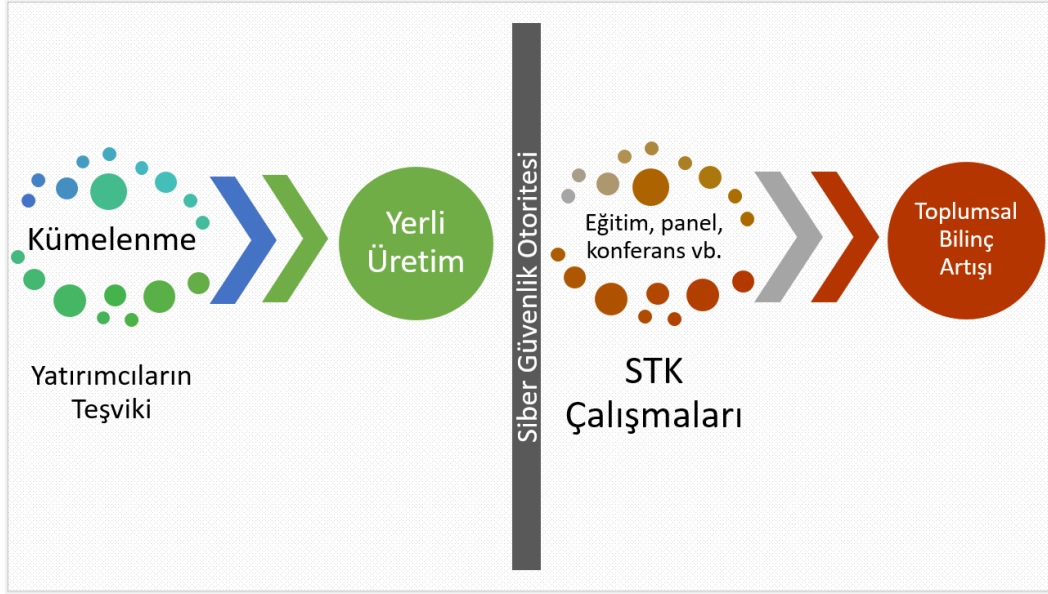 Kümelenme
Yatırımcıların
Teşviki
Yerli
Üretim
Siber Güvenlik Otoritesi
Eğitim, panel,
konferans vb.
STK
Çalışmaları
Toplumsal
Bilinç
Artışı